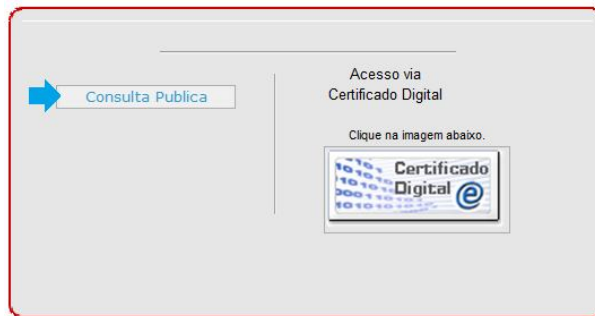 Consulta Publica
Acesso via
Certificado Digital
Clique na imagem abaixo.
Certificado
Digital